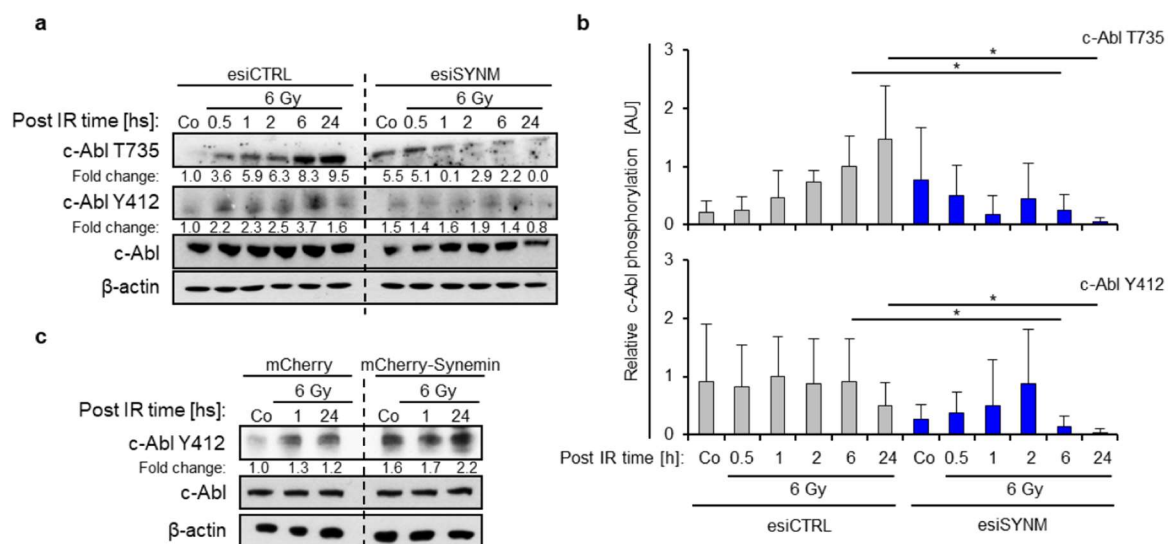 a
esiCTRL esiSYNM
6 Gy 6 Gy
Post IR time [hs]: Co 0.5 1 2 6 24 Co 0.5 1 2 6 24
c-Abl T735
Fold change: 1.0 3.6 5.9 6.3 8.3 9.5 5.5 5.1 0.1 2.9 2.2 0.0
c-Abl Y412
Fold change: 1.0 2.2 2.3 2.5 3.7 1.6 1.5 1.4 1.6 1.9 1.4 0.8
c-Abl
β-actin
c
mCherry mCherry-Synemin
6 Gy 6 Gy
Post IR time [hs]: Co 1 24 Co 1 24
c-Abl Y412
Fold change: 1.0 1.3 1.2 1.6 1.7 2.2
c-Abl
β-actin
b
Relative c-Abl phosphorylation [AU]
c-Abl T735
3
*
*
2
1
0
c-Abl Y412
3
*
*
2
1
0
Post IR time [h]: Co 0.5 1 2 6 24 Co 0.5 1 2 6 24
6 Gy 6 Gy
esiCTRL esiSYNM